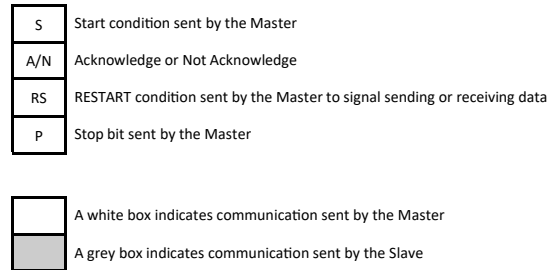 S Start condition sent by the Master
A/N Acknowledge or Not Acknowledge
RS RESTART condition sent by the Master to signal sending or receiving data
P Stop bit sent by the Master
A white box indicates communication sent by the Master
A grey box indicates communication sent by the Slave